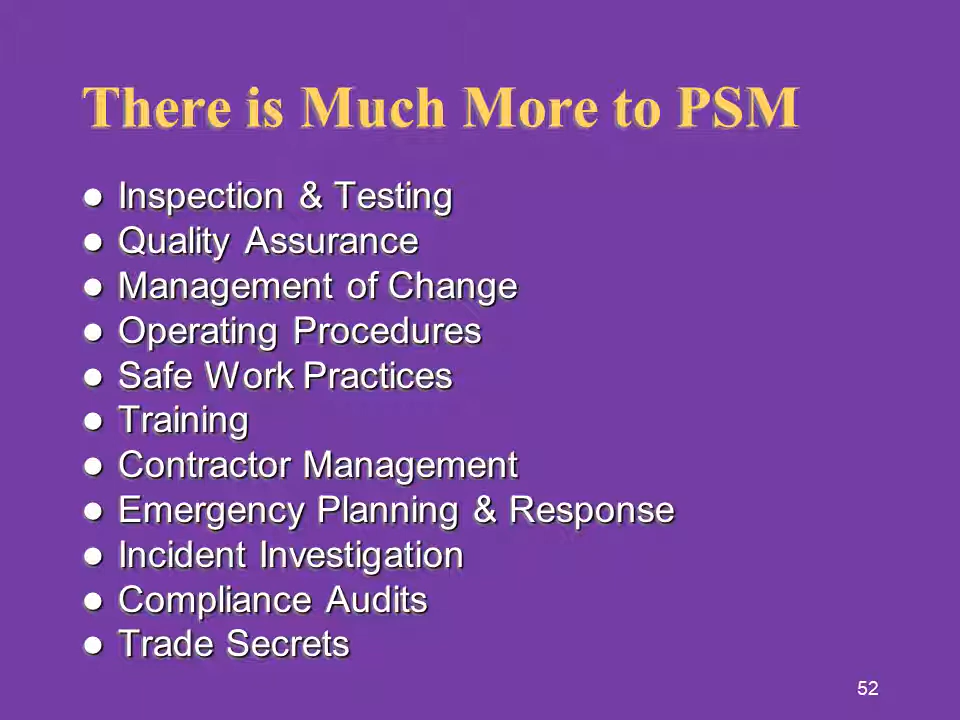 There is Much More to PSM
● Inspection & Testing
● Quality Assurance
● Management of Change
● Operating Procedures
● Safe Work Practices
● Training
● Contractor Management
● Emergency Planning & Response
● Incident Investigation
● Compliance Audits
● Trade Secrets
52